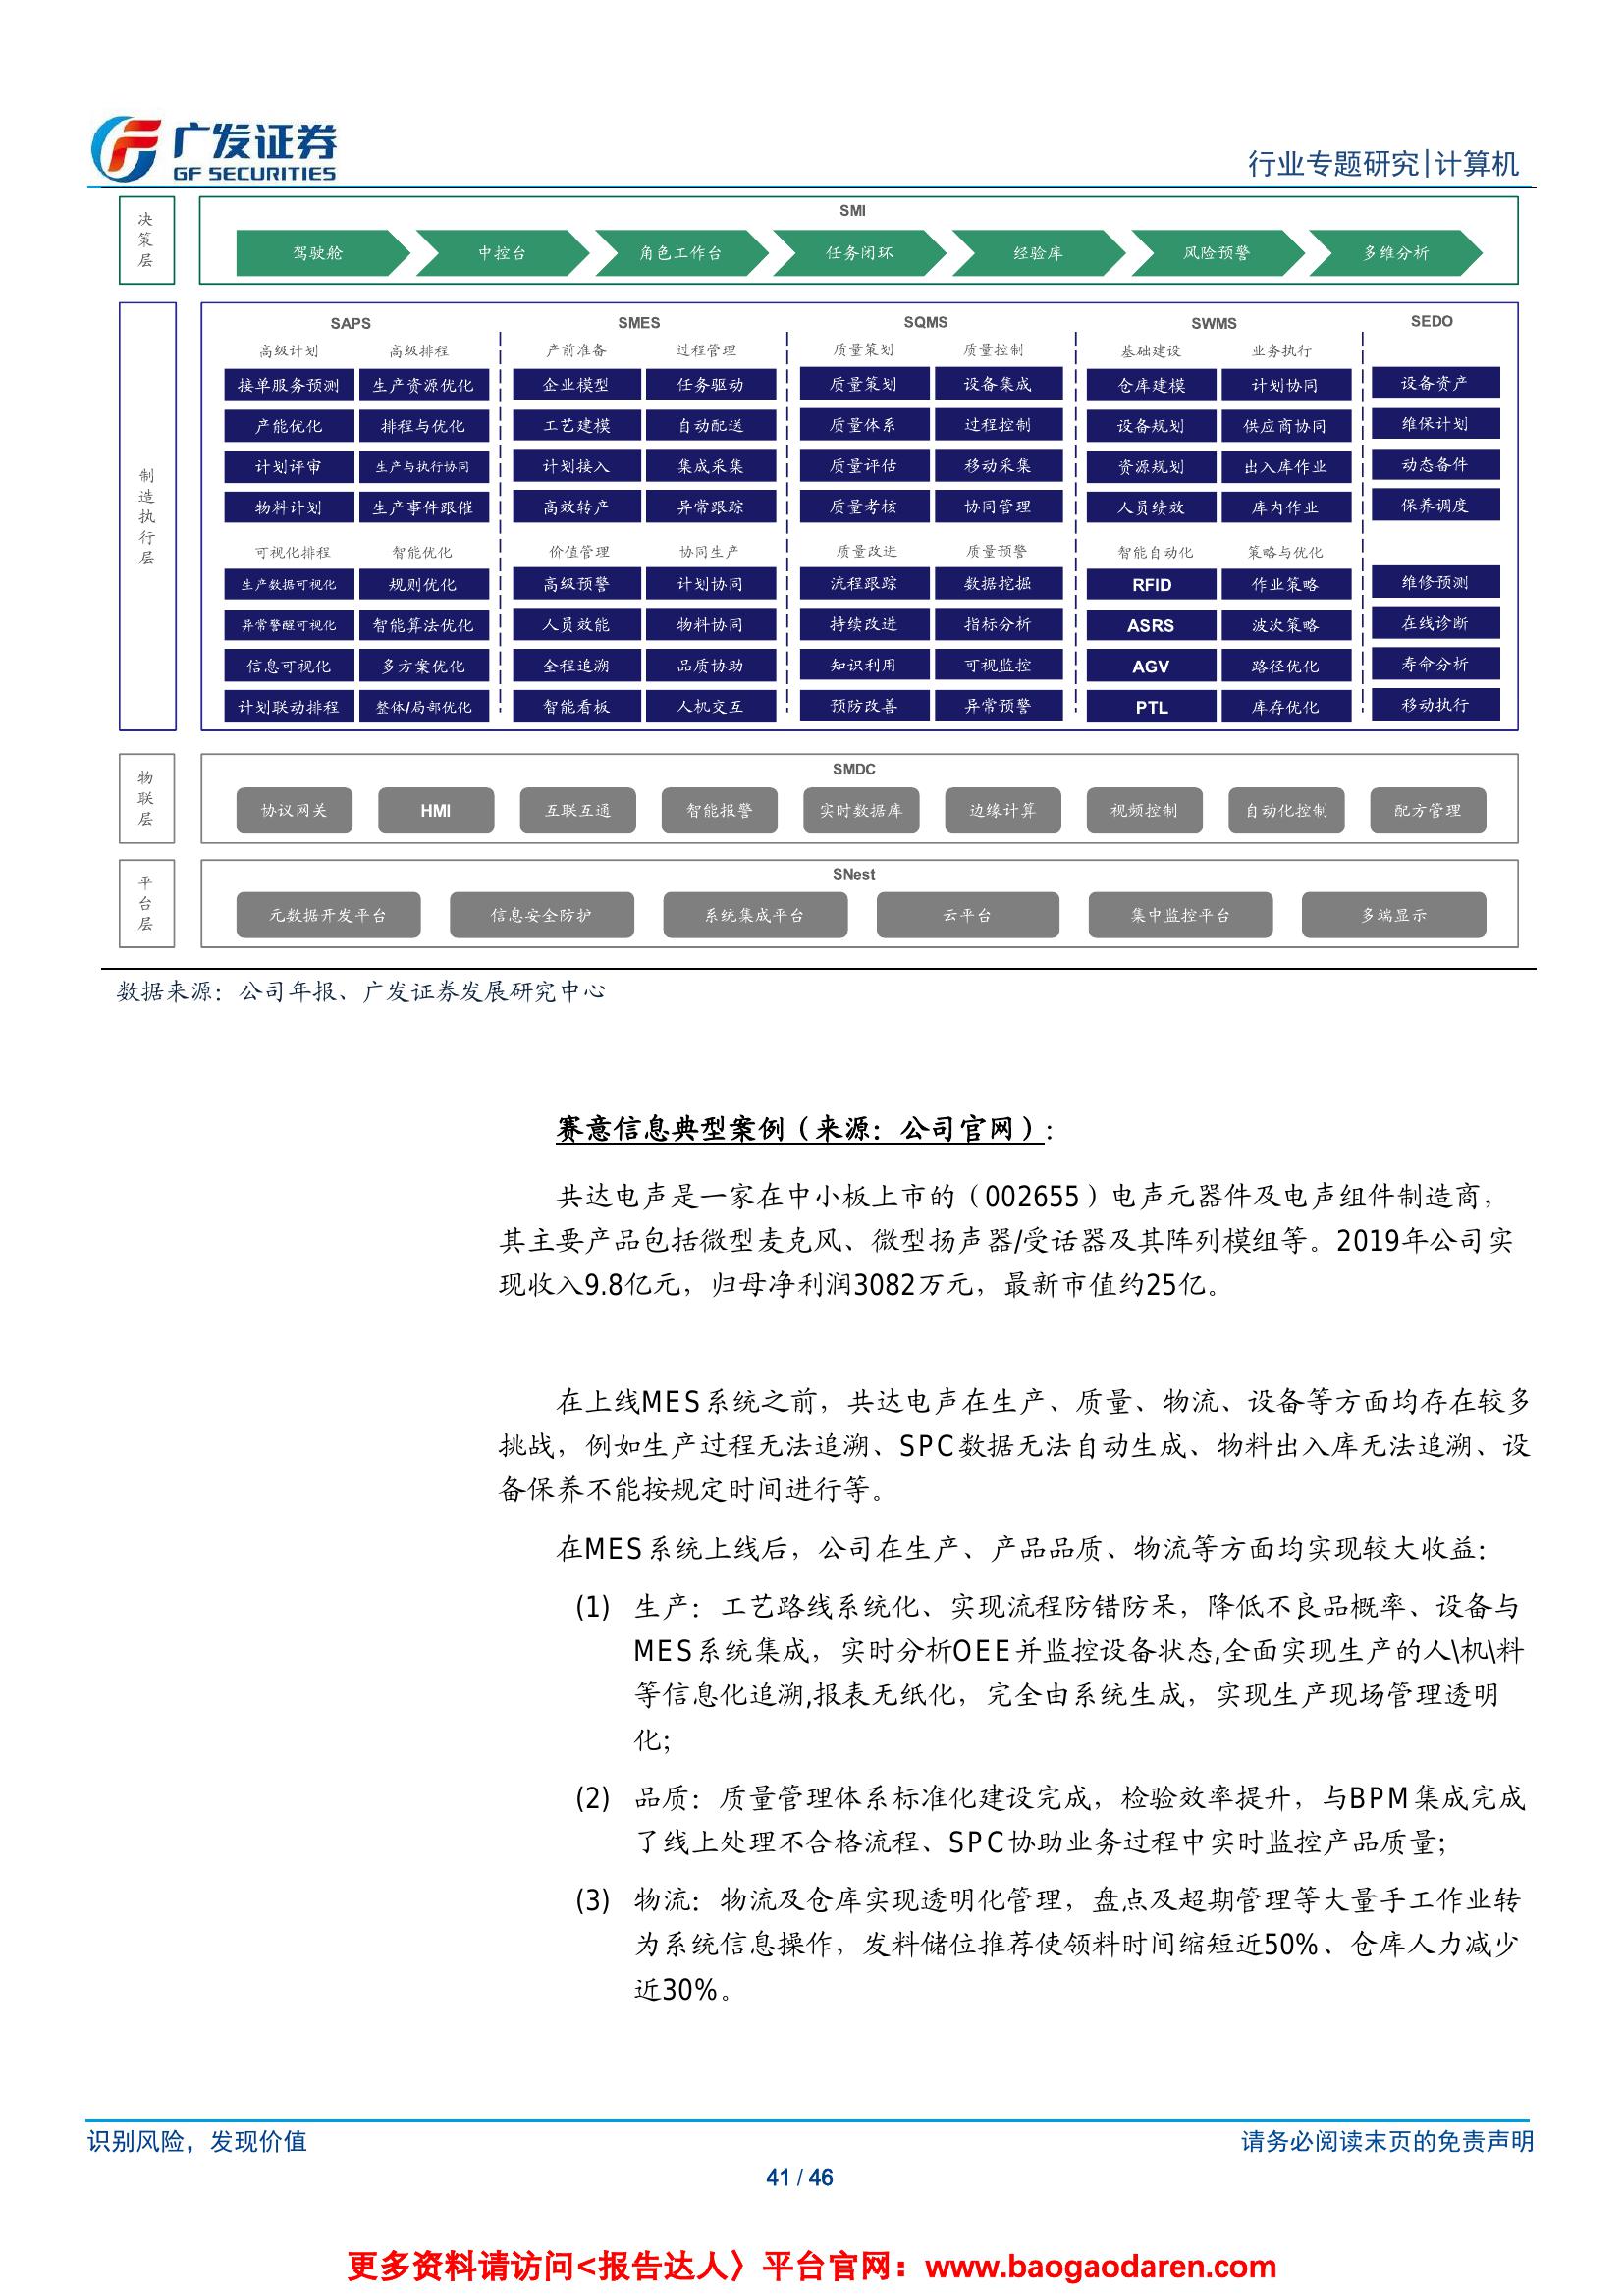 广发证券
GF SECURITIES
行业专题研究|计算机
决策层
SMI
驾驶舱 中控台 角色工作台 任务闭环 经验库 风险预警 多维分析
制造执行层
SAPS SMES SQMS SWMS SEDO
高级计划 高级排程 产前准备 过程管理 质量策划 质量控制 基础建设 业务执行
接单服务预测 生产资源优化 企业模型 任务驱动 质量策划 设备集成 仓库建模 计划协同 设备资产
产能优化 排程与优化 工艺建模 自动配送 质量体系 过程控制 设备规划 供应商协同 维保计划
计划评审 生产与执行协同 计划接入 集成采集 质量评估 移动采集 资源规划 出入库作业 动态备件
物料计划 生产事件跟催 高效转产 异常跟踪 质量考核 协同管理 人员绩效 库内作业 保养调度
可视化排程 智能优化 价值管理 协同生产 质量改进 质量预警 智能自动化 策略与优化
生产数据可视化 规则优化 高级预警 计划协同 流程跟踪 数据挖掘 RFID 作业策略 维修预测
异常警醒可视化 智能算法优化 人员效能 物料协同 持续改进 指标分析 ASRS 波次策略 在线诊断
信息可视化 多方案优化 全程追溯 品质协助 知识利用 可视监控 AGV 路径优化 寿命分析
计划联动排程 整体/局部优化 智能看板 人机交互 预防改善 异常预警 PTL 库存优化 移动执行
物联层
SMDC
协议网关 HMI 互联互通 智能报警 实时数据库 边缘计算 视频控制 自动化控制 配方管理
平台层
SNest
元数据开发平台 信息安全防护 系统集成平台 云平台 集中监控平台 多端显示
数据来源：公司年报、广发证券发展研究中心
赛意信息典型案例（来源：公司官网）：
共达电声是一家在中小板上市的（002655）电声元器件及电声组件制造商，
其主要产品包括微型麦克风、微型扬声器/受话器及其阵列模组等。2019年公司实
现收入9.8亿元，归母净利润3082万元，最新市值约25亿。
在上线MES系统之前，共达电声在生产、质量、物流、设备等方面均存在较多
挑战，例如生产过程无法追溯、SPC数据无法自动生成、物料出入库无法追溯、设
备保养不能按规定时间进行等。
在MES系统上线后，公司在生产、产品品质、物流等方面均实现较大收益：
(1) 生产：工艺路线系统化、实现流程防错防呆，降低不良品概率、设备与
MES系统集成，实时分析OEE并监控设备状态,全面实现生产的人\机\料
等信息化追溯,报表无纸化，完全由系统生成，实现生产现场管理透明
化；
(2) 品质：质量管理体系标准化建设完成，检验效率提升，与BPM集成完成
了线上处理不合格流程、SPC协助业务过程中实时监控产品质量；
(3) 物流：物流及仓库实现透明化管理，盘点及超期管理等大量手工作业转
为系统信息操作，发料储位推荐使领料时间缩短近50%、仓库人力减少
近30%。
识别风险，发现价值 请务必阅读末页的免责声明
41 / 46
更多资料请访问<报告达人〉平台官网：www.baogaodaren.com